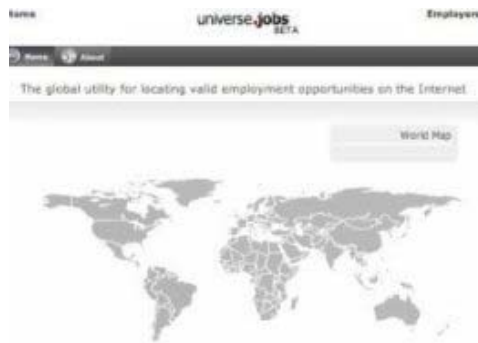 Home
universe.jobs
BETA
Employers
Home About
The global utility for locating valid employment opportunities on the Internet
World Map